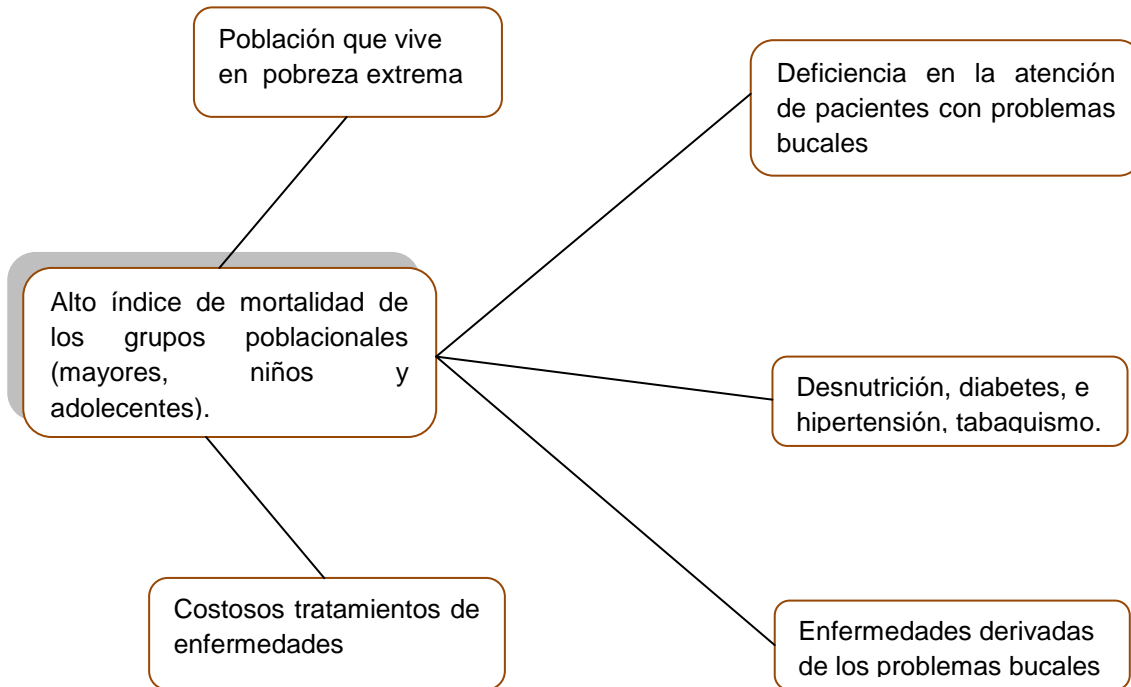 Población que vive
en pobreza extrema
Deficiencia en la atención
de pacientes con problemas
bucales
Alto índice de mortalidad de
los grupos poblacionales
(mayores, niños y
adolecentes).
Desnutrición, diabetes, e
hipertensión, tabaquismo.
Costosos tratamientos de
enfermedades
Enfermedades derivadas
de los problemas bucales